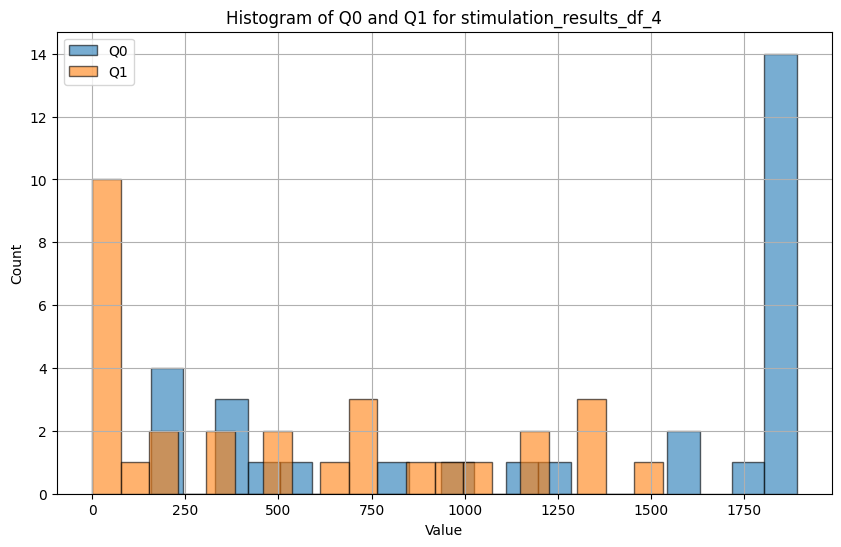 Histogram of Q0 and Q1 for stimulation_results_df_4
Q0
Q1
14
12
10
8
6
4
2
0
Count
0 250 500 750 1000 1250 1500 1750
Value